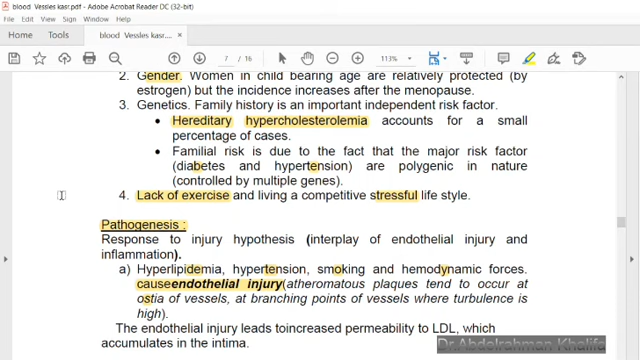 blood Vessles kasr.pdf - Adobe Acrobat Reader DC (32-bit)
File Edit View Sign Window Help
Home Tools blood Vessles kasr.p... ×
7 / 16 113%
2. Gender. Women in child bearing age are relatively protected (by
estrogen) but the incidence increases after the menopause.
3. Genetics. Family history is an important independent risk factor.
• Hereditary hypercholesterolemia accounts for a small
percentage of cases.
• Familial risk is due to the fact that the major risk factor
(diabetes and hypertension) are polygenic in nature
(controlled by multiple genes).
4. Lack of exercise and living a competitive stressful life style.
Pathogenesis :
Response to injury hypothesis (interplay of endothelial injury and
inflammation).
a) Hyperlipidemia, hypertension, smoking and hemodynamic forces.
causeendothelial injury(atheromatous plaques tend to occur at
ostia of vessels, at branching points of vessels where turbulence is
high).
The endothelial injury leads toincreased permeability to LDL, which
accumulates in the intima.
Dr.Abdelrahman Khalifa